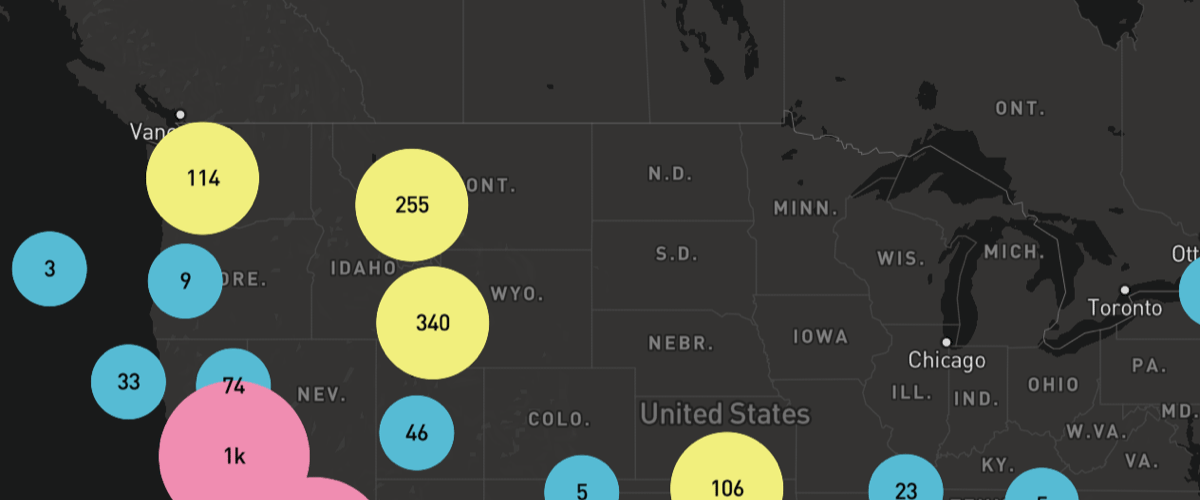 ONT.
Vanc
114
N.D.
255
ONT.
MINN.
3
9
ORE.
IDAHO
S.D.
WIS.
MICH.
Ott
WYO.
Toronto
340
NEBR.
IOWA
Chicago
33
74
NEV.
PA.
ILL.
IND.
OHIO
United States
COLO.
MD.
46
W.VA.
1k
KY.
VA.
5
106
23